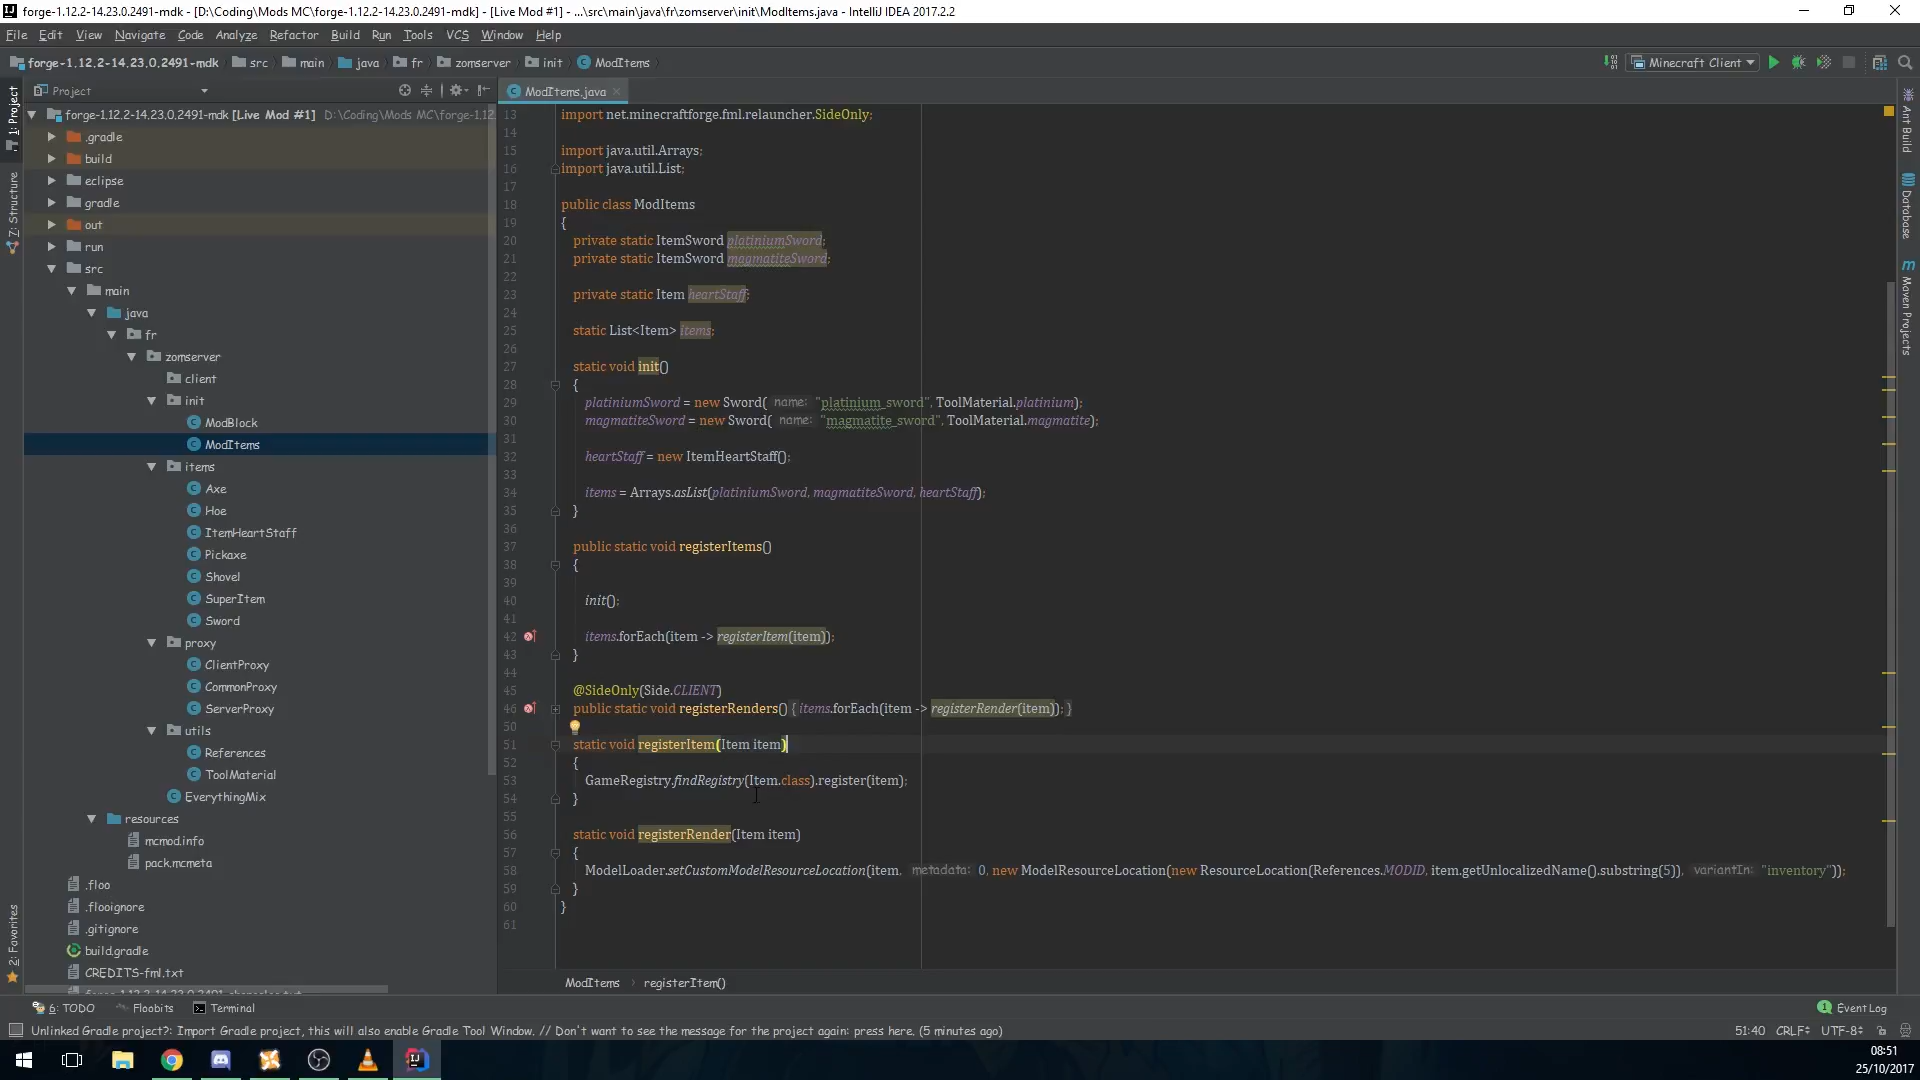 forge-1.12.2-14.23.0.2491-mdk - [D:\Coding\Mods MC\forge-1.12.2-14.23.0.2491-mdk] - [Live Mod #1] - ...\src\main\java\fr\zomserver\init\ModItems.java - IntelliJ IDEA 2017.2.2
File Edit View Navigate Code Analyze Refactor Build Run Tools VCS Window Help
forge-1.12.2-14.23.0.2491-mdk src main java fr zomserver init ModItems Minecraft Client
Project
ModItems.java
1: Project
7: Structure
2: Favorites
forge-1.12.2-14.23.0.2491-mdk [Live Mod #1] D:\Coding\Mods MC\forge-1.12
.gradle
build
eclipse
gradle
out
run
src
main
java
fr
zomserver
client
init
ModBlock
ModItems
items
Axe
Hoe
ItemHeartStaff
Pickaxe
Shovel
SuperItem
Sword
proxy
ClientProxy
CommonProxy
ServerProxy
utils
References
ToolMaterial
EverythingMix
resources
mcmod.info
pack.mcmeta
.floo
.flooignore
.gitignore
build.gradle
CREDITS-fml.txt
13 import net.minecraftforge.fml.relauncher.SideOnly;
14
15 import java.util.Arrays;
16 import java.util.List;
17
18 public class ModItems
19 {
20 private static ItemSword platiniumSword;
21 private static ItemSword magmatiteSword;
22
23 private static Item heartStaff;
24
25 static List<Item> items;
26
27 static void init()
28 {
29 platiniumSword = new Sword( name: "platinium_sword", ToolMaterial.platinium);
30 magmatiteSword = new Sword( name: "magmatite_sword", ToolMaterial.magmatite);
31
32 heartStaff = new ItemHeartStaff();
33
34 items = Arrays.asList(platiniumSword, magmatiteSword, heartStaff);
35 }
36
37 public static void registerItems()
38 {
39
40 init();
41
42 items.forEach(item -> registerItem(item));
43 }
44
45 @SideOnly(Side.CLIENT)
46 public static void registerRenders() { items.forEach(item -> registerRender(item)); }
50
51 static void registerItem(Item item)
52 {
53 GameRegistry.findRegistry(Item.class).register(item);
54 }
55
56 static void registerRender(Item item)
57 {
58 ModelLoader.setCustomModelResourceLocation(item, metadata: 0, new ModelResourceLocation(new ResourceLocation(References.MODID, item.getUnlocalizedName().substring(5)), variantIn: "inventory"));
59 }
60 }
61
ModItems > registerItem()
Ant Build
Database
Maven Projects
6: TODO Floobits Terminal 1 Event Log
Unlinked Gradle project?: Import Gradle project, this will also enable Gradle Tool Window. // Don't want to see the message for the project again: press here. (5 minutes ago) 51:40 CRLF UTF-8
08:51
25/10/2017